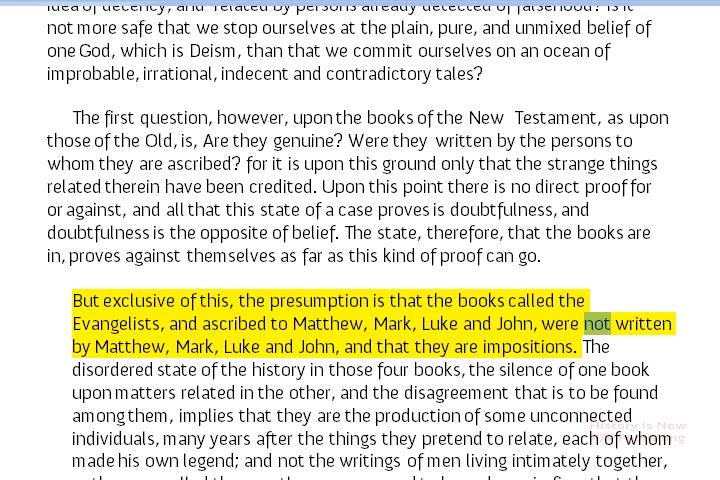 idea of decency, and related by persons already detected of falsehood? Is it
not more safe that we stop ourselves at the plain, pure, and unmixed belief of
one God, which is Deism, than that we commit ourselves on an ocean of
improbable, irrational, indecent and contradictory tales?
The first question, however, upon the books of the New Testament, as upon
those of the Old, is, Are they genuine? Were they written by the persons to
whom they are ascribed? for it is upon this ground only that the strange things
related therein have been credited. Upon this point there is no direct proof for
or against, and all that this state of a case proves is doubtfulness, and
doubtfulness is the opposite of belief. The state, therefore, that the books are
in, proves against themselves as far as this kind of proof can go.
But exclusive of this, the presumption is that the books called the
Evangelists, and ascribed to Matthew, Mark, Luke and John, were not written
by Matthew, Mark, Luke and John, and that they are impositions. The
disordered state of the history in those four books, the silence of one book
upon matters related in the other, and the disagreement that is to be found
among them, implies that they are the production of some unconnected
individuals, many years after the things they pretend to relate, each of whom
made his own legend; and not the writings of men living intimately together,
History Is Now